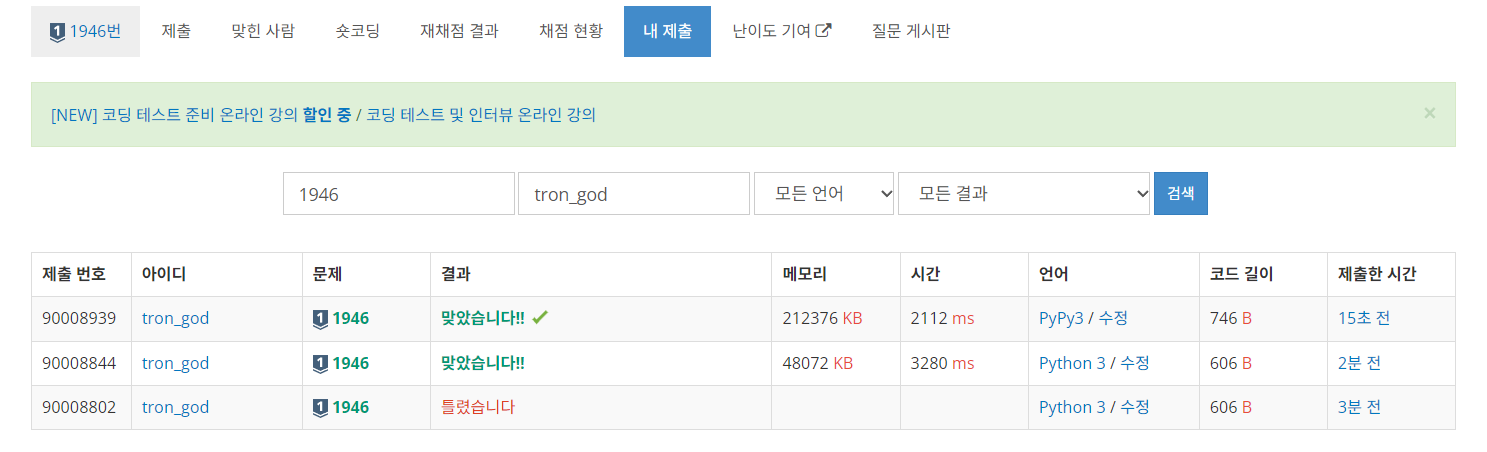 1 1946번 제출 맞힌 사람 숏코딩 재채점 결과 채점 현황 내 제출 난이도 기여 질문 게시판
[NEW] 코딩 테스트 준비 온라인 강의 할인 중 / 코딩 테스트 및 인터뷰 온라인 강의 ×
1946 tron_god 모든 언어 모든 결과 검색
제출 번호 아이디 문제 결과 메모리 시간 언어 코드 길이 제출한 시간
90008939 tron_god 1 1946 맞았습니다!! 212376 KB 2112 ms PyPy3 / 수정 746 B 15초 전
90008844 tron_god 1 1946 맞았습니다!! 48072 KB 3280 ms Python 3 / 수정 606 B 2분 전
90008802 tron_god 1 1946 틀렸습니다 Python 3 / 수정 606 B 3분 전